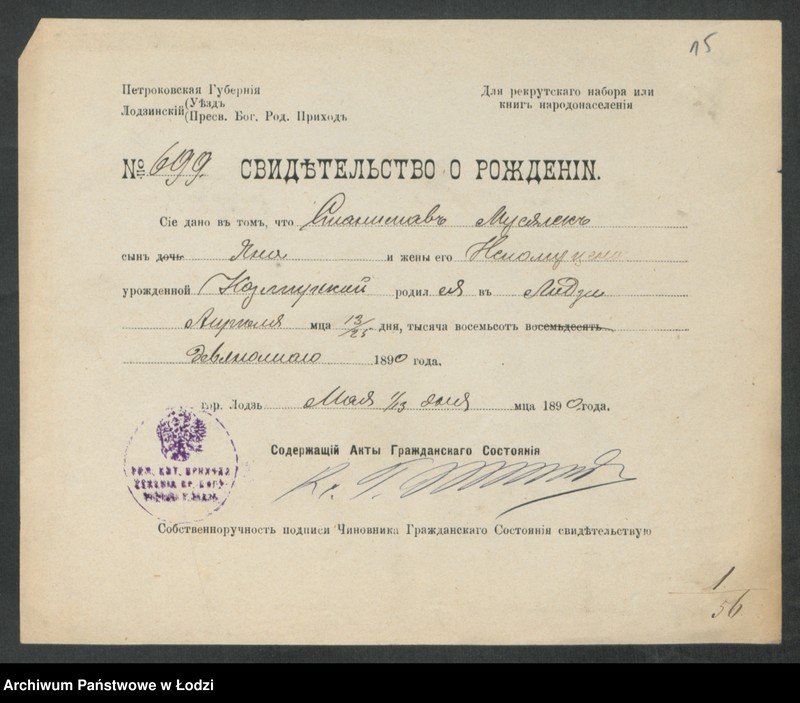 15
Петроковская Губернія
Лодзинскій (Уѣздъ
(Пресв. Бог. Род. Приходъ
Для рекрутскаго набора или
книгъ народонаселенія
№ 699. СВИДѢТЕЛЬСТВО О РОЖДЕНІИ.
Сіе дано въ томъ, что Станиславъ Мусялекъ
сынъ дочь Яна и жены его Непомуцены
урожденной родил ся въ Лодзи
Апрѣля мца 13/25 дня, тысяча восемьсотъ восемьдесятъ
девяностаго 1890 года.
гор. Лодзь Мая 1/13 дня мца 1890 года.
Содержащій Акты Гражданскаго Состоянія
Кс.
Собственноручность подписи Чиновника Гражданскаго Состоянія свидѣтельствую
1
56
Archiwum Państwowe w Łodzi